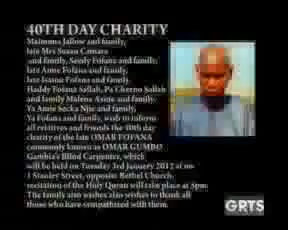 40TH DAY CHARITY
Maimuna Jallow and family,
late Mrs Susan Camara
and family, Seedy Fofana and family,
late Amie Fofana and family,
late Isatou Fofana and family,
Haddy Fofana Sallah, Pa Cherno Sallah
and family Malena Assite and family,
Ya Amie Secka Njie and family,
Ya Fofana and family, wish to inform
all relatives and friends the 40th day
charity of the late OMAR FOFANA
commonly known as OMAR GUMBO
Gambia's Blind Carpenter, which
will be held on Tuesday 3rd January 2012 at no
1 Stanley Street, opposite Bethel Church.
recitation of the Holy Quran will take place at 5pm.
The family also wishes also wishes to thank all
those who have sympathized with them.
GRTS